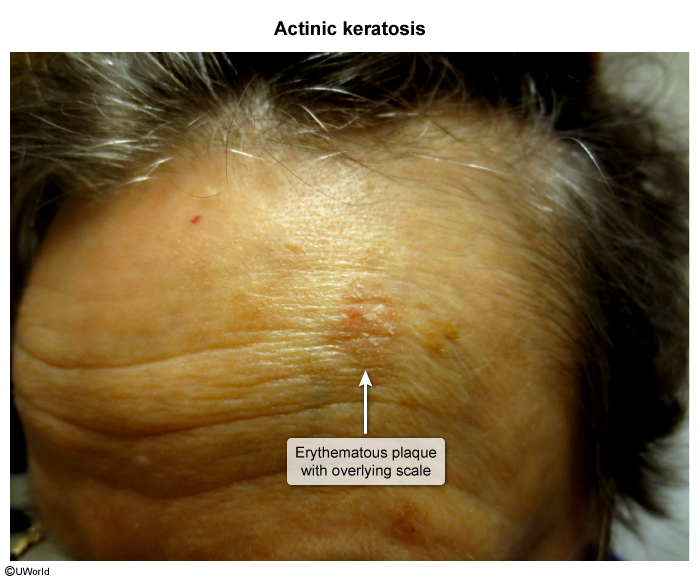 Actinic keratosis
Erythematous plaque
with overlying scale
©UWorld